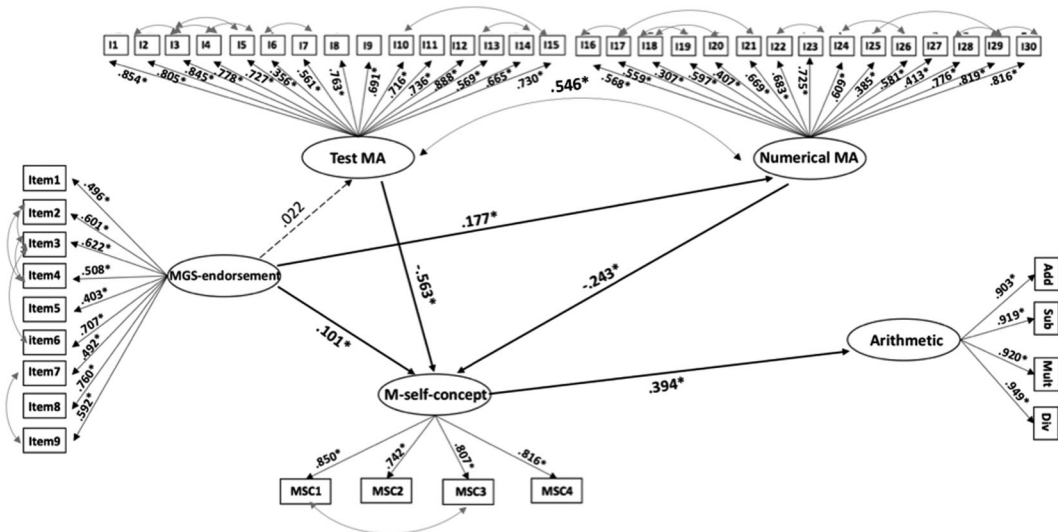 I1 I2 I3 I4 I5 I6 I7 I8 I9 I10 I11 I12 I13 I14 I15 I16 I17 I18 I19 I20 I21 I22 I23 I24 I25 I26 I27 I28 I29 I30
.854* .805* .845* .778* .727* .356* .561* .763* .691* .716* .736* .888* .569* .665* .730* .546* .568* .559* .307* .597* .407* .669* .683* .725* .609* .385* .587* .413* .776* .819* .816*
Test MA
Numerical MA
Item1
Item2
Item3
Item4
Item5
Item6
Item7
Item8
Item9
.496*
.601*
.622*
.508*
.403*
.707*
.492*
.760*
.592*
MGS-endorsement
.022
.177*
-.563*
-.243*
.101*
M-self-concept
.394*
Arithmetic
.903*
.919*
.920*
.949*
Add
Sub
Mult
Div
.850* .742* .807* .816*
MSC1 MSC2 MSC3 MSC4